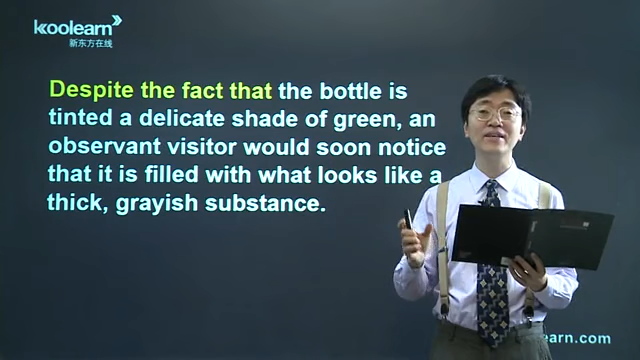 koolearn
新东方在线
Despite the fact that the bottle is
tinted a delicate shade of green, an
observant visitor would soon notice
that it is filled with what looks like a
thick, grayish substance.
earn.com